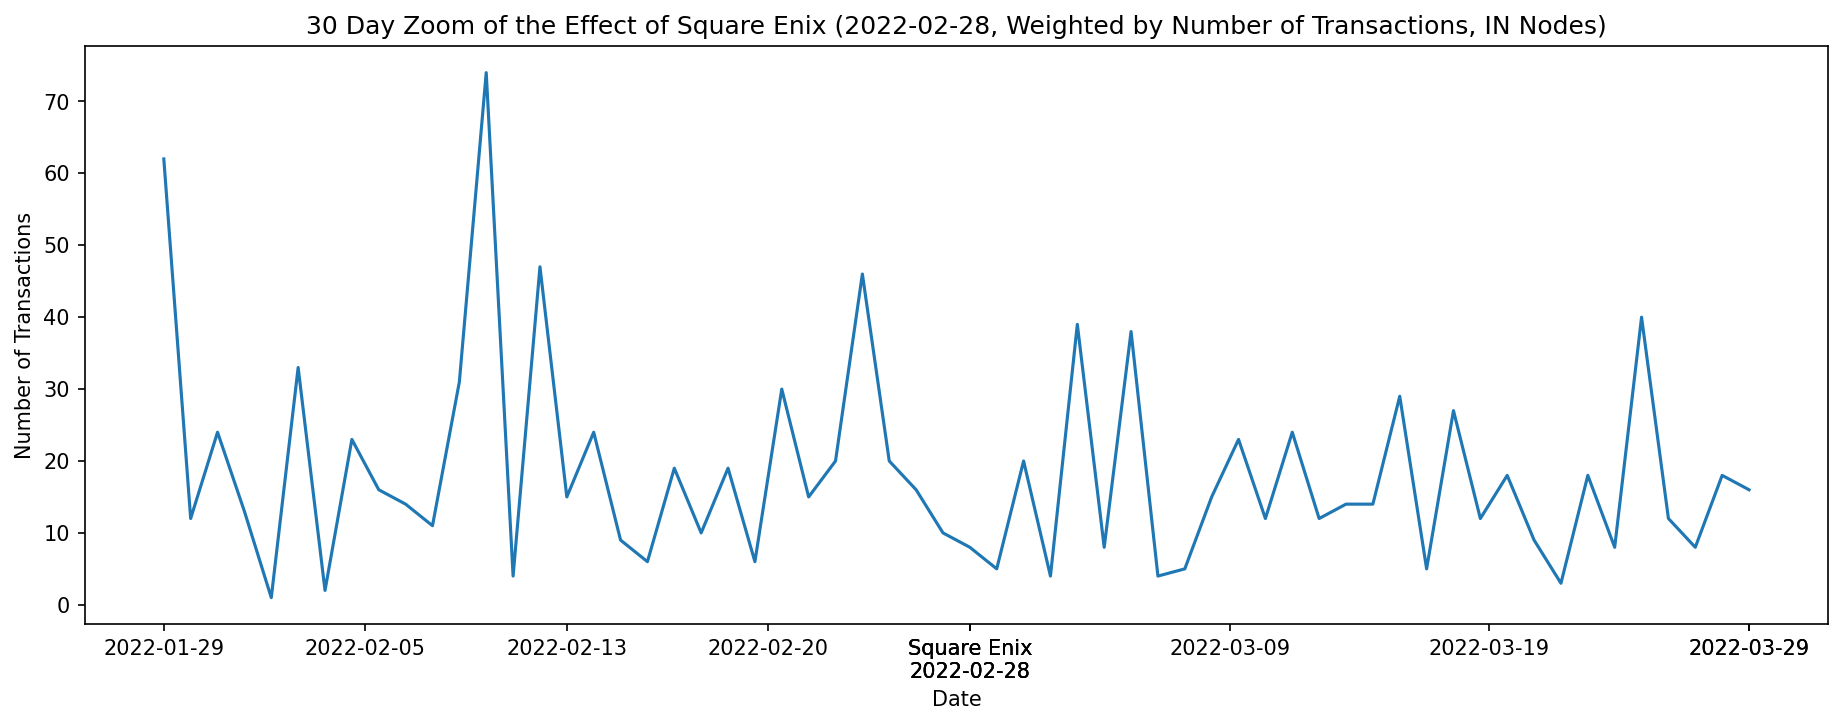 30 Day Zoom of the Effect of Square Enix (2022-02-28, Weighted by Number of Transactions, IN Nodes)
Number of Transactions
70
60
50
40
30
20
10
0
2022-01-29 2022-02-05 2022-02-13 2022-02-20 Square Enix 2022-03-09 2022-03-19 2022-03-29
2022-02-28
Date